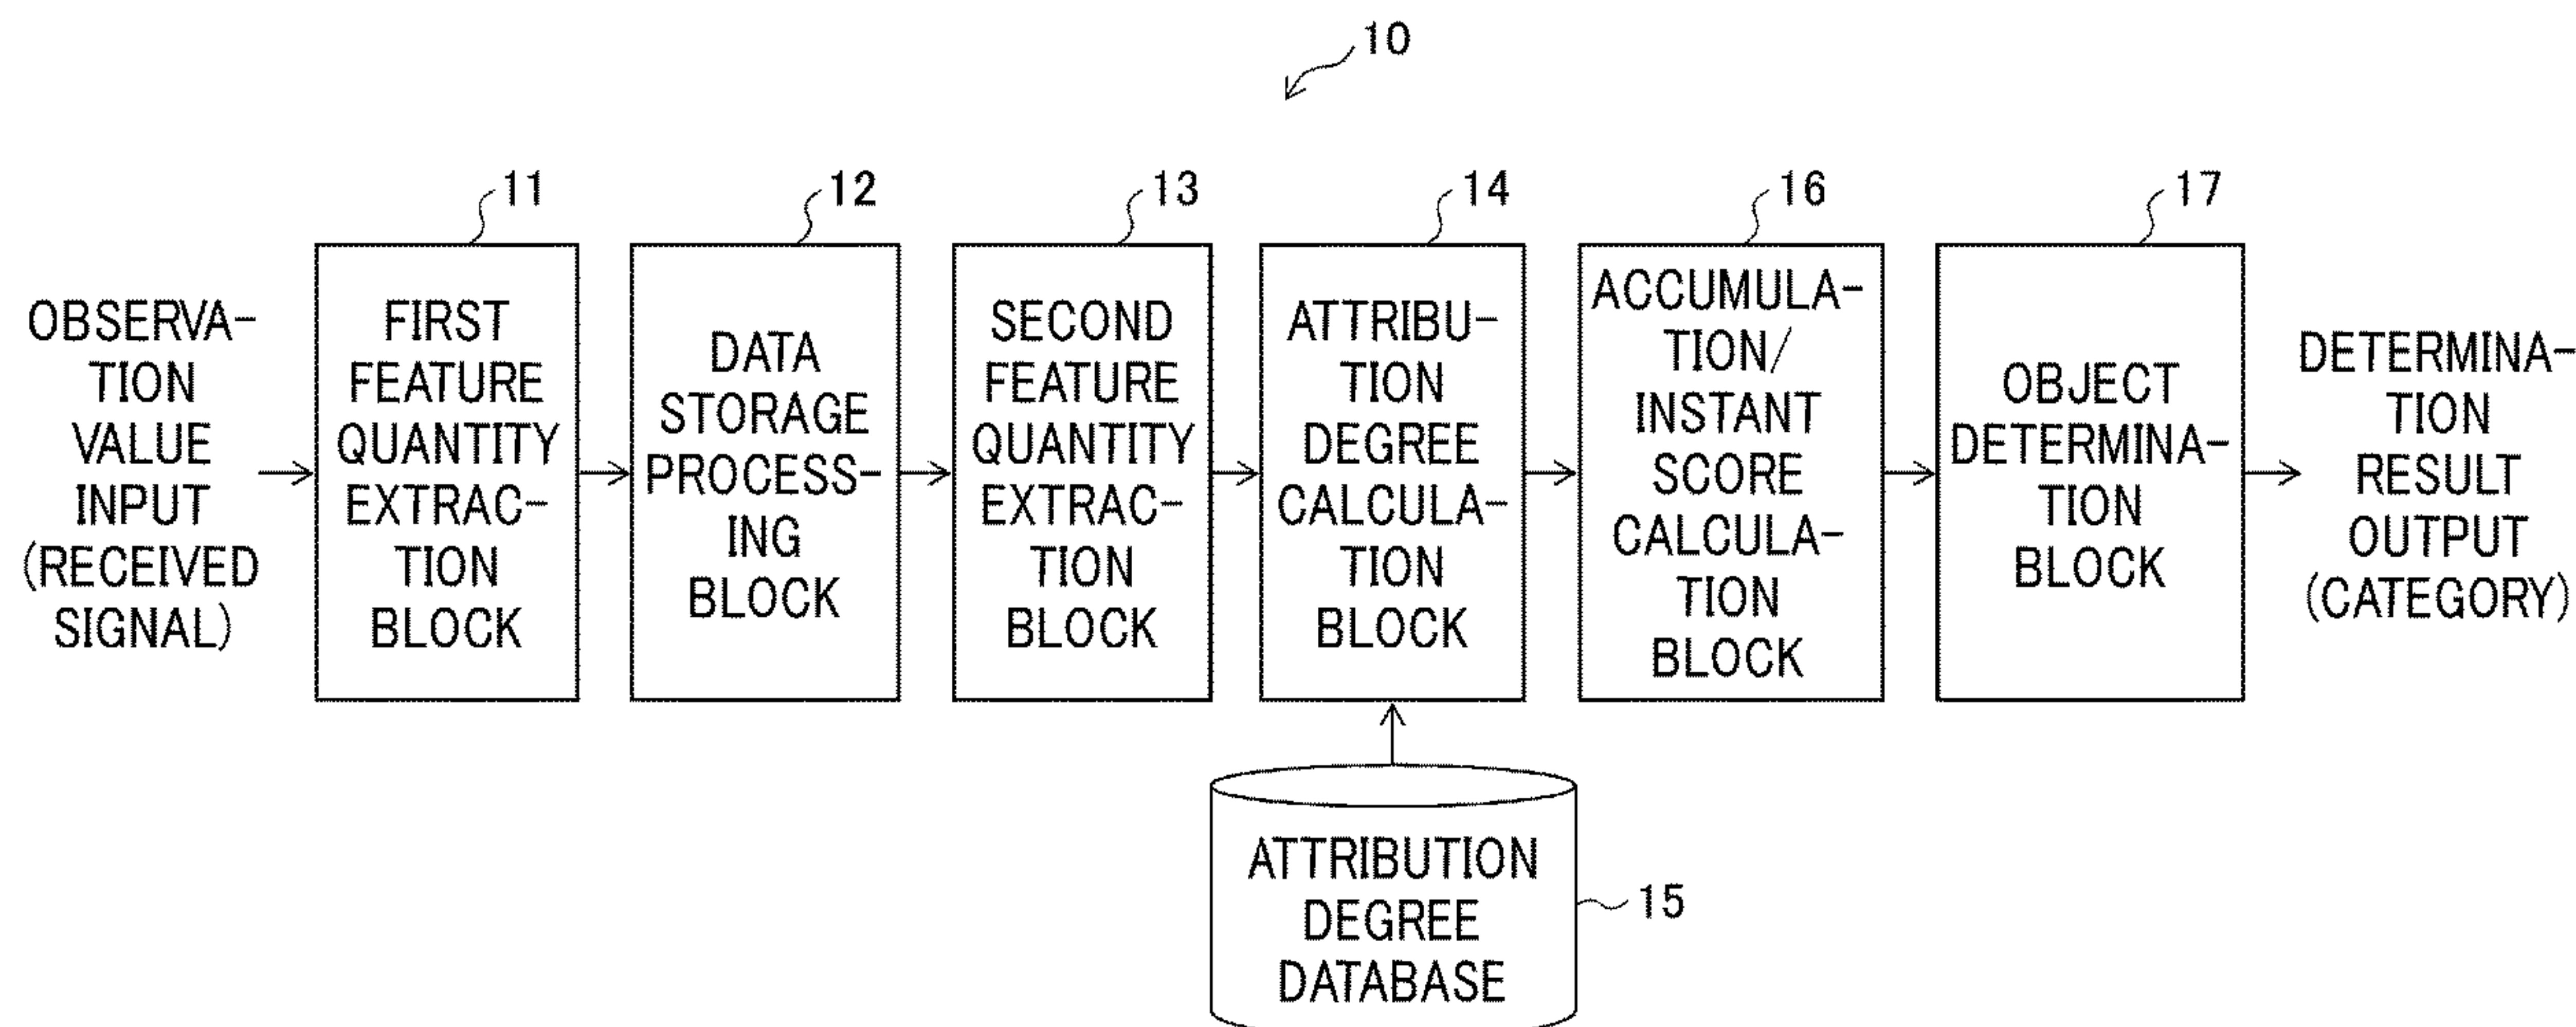 10
11
12
13
14
16
17
OBSERVA-
TION
VALUE
INPUT
(RECEIVED
SIGNAL)
FIRST
FEATURE
QUANTITY
EXTRAC-
TION
BLOCK
DATA
STORAGE
PROCESS-
ING
BLOCK
SECOND
FEATURE
QUANTITY
EXTRAC-
TION
BLOCK
ATTRIBU-
TION
DEGREE
CALCULA-
TION
BLOCK
ACCUMULA-
TION/
INSTANT
SCORE
CALCULA-
TION
BLOCK
OBJECT
DETERMINA-
TION
BLOCK
DETERMINA-
TION
RESULT
OUTPUT
(CATEGORY)
ATTRIBUTION
DEGREE
DATABASE
15